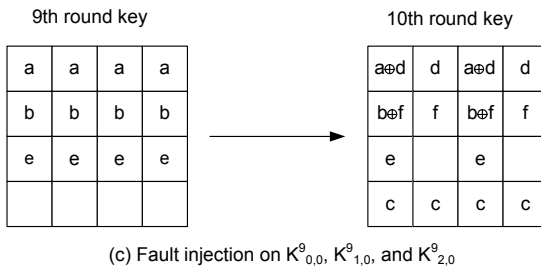 9th round key
10th round key
a a a a
b b b b
e e e e
a⊕d d a⊕d d
b⊕f f b⊕f f
e e
c c c c
(c) Fault injection on K⁹₀,₀, K⁹₁,₀, and K⁹₂,₀